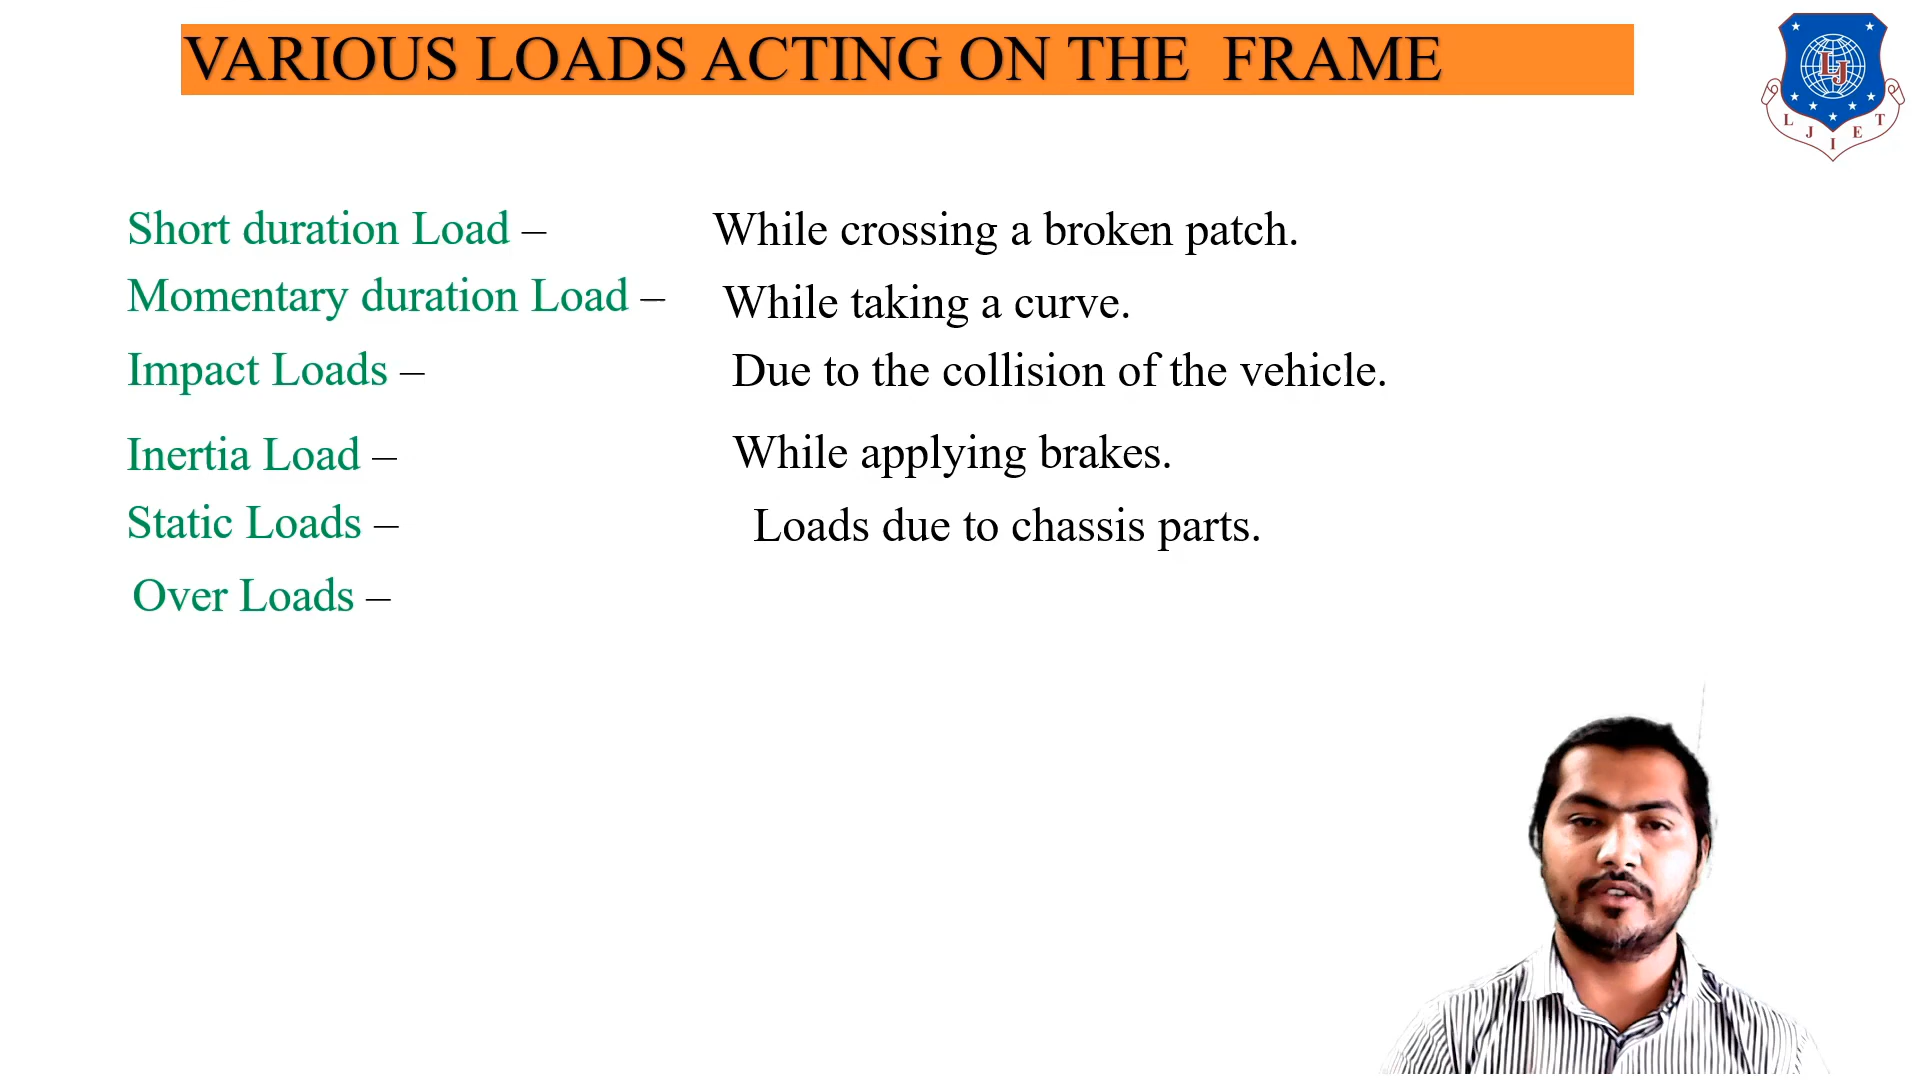 VARIOUS LOADS ACTING ON THE FRAME
LJ
L J I E T
Short duration Load – While crossing a broken patch.
Momentary duration Load – While taking a curve.
Impact Loads – Due to the collision of the vehicle.
Inertia Load – While applying brakes.
Static Loads – Loads due to chassis parts.
Over Loads –